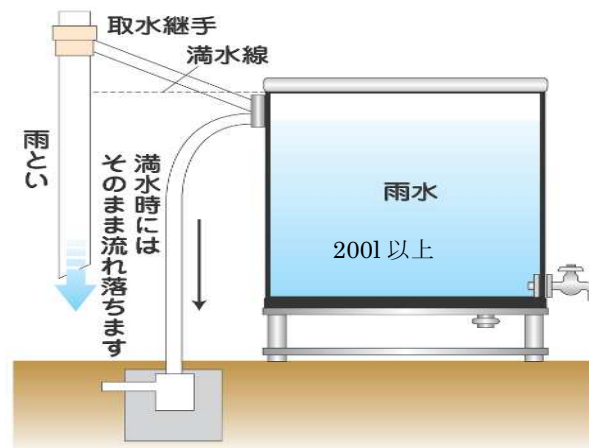 取水継手
満水線
雨とい
満水時には
そのまま流れ落ちます
雨水
200l 以上